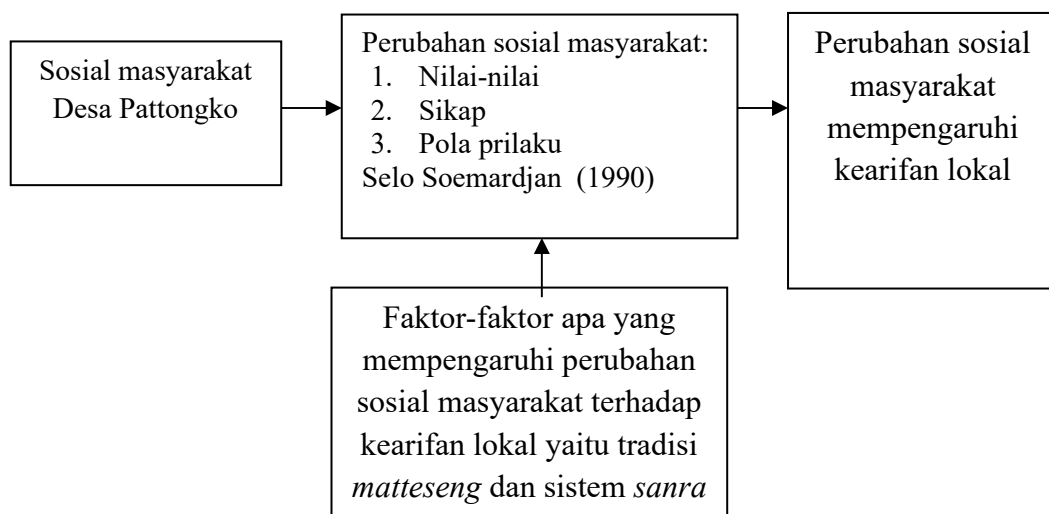 Sosial masyarakat
Desa Pattongko
Perubahan sosial masyarakat:
1. Nilai-nilai
2. Sikap
3. Pola prilaku
Selo Soemardjan (1990)
Perubahan sosial
masyarakat
mempengaruhi
kearifan lokal
Faktor-faktor apa yang
mempengaruhi perubahan
sosial masyarakat terhadap
kearifan lokal yaitu tradisi
matteseng dan sistem sanra